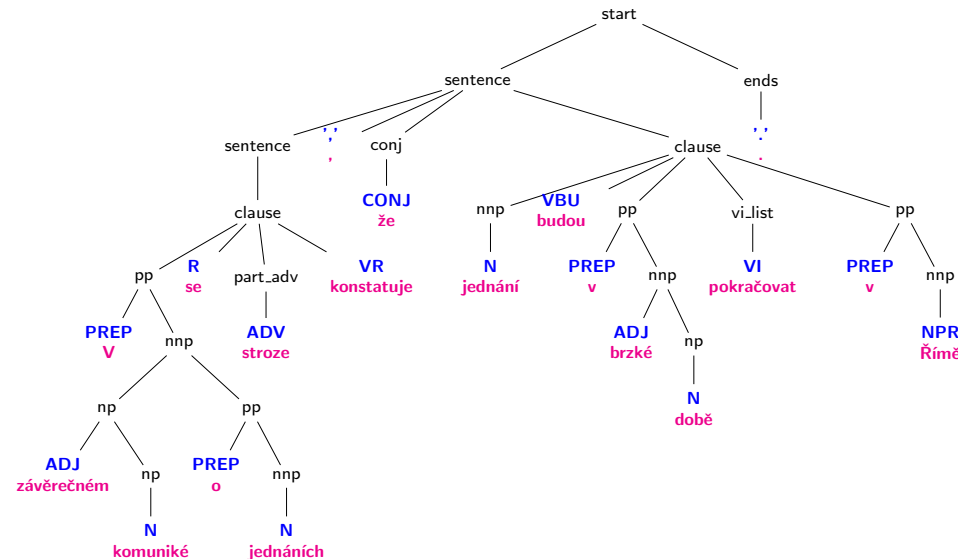 start
sentence ends
sentence ',' conj clause '.'
, .
CONJ
že
clause nnp VBU pp vi_list pp
budou
pp R part_adv VR N PREP nnp VI PREP nnp
se konstatuje jednání v pokračovat v
PREP nnp ADV ADJ np NPR
V stroze brzké Římě
np pp N
době
ADJ np PREP nnp
závěrečném o
N N
komuniké jednáních